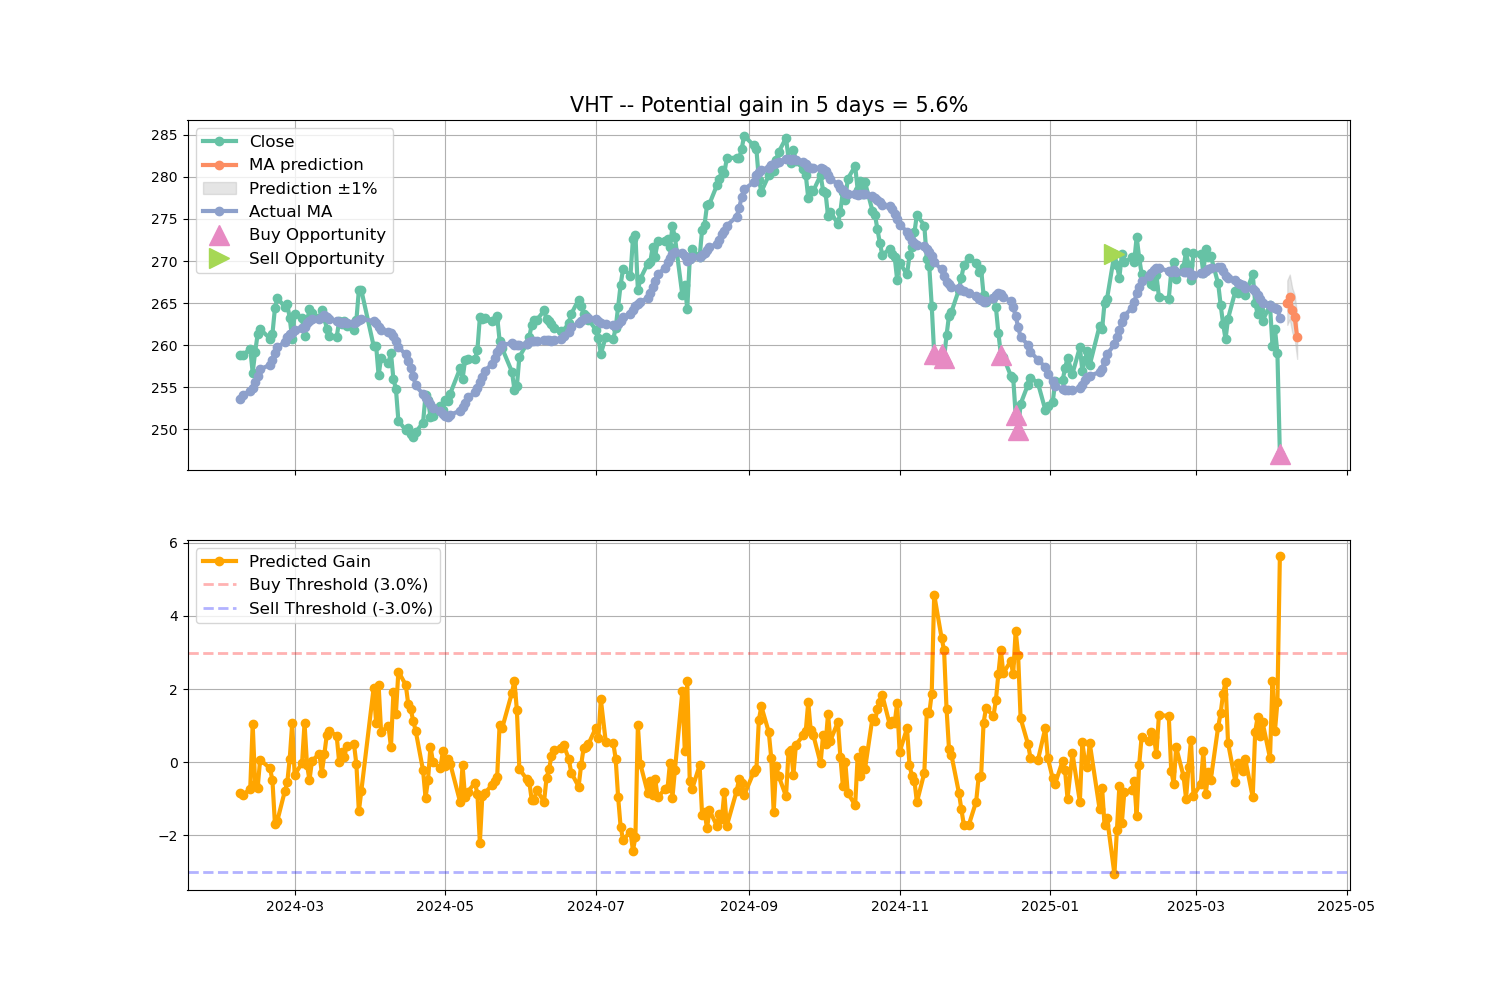 VHT -- Potential gain in 5 days = 5.6%
285
280
275
270
265
260
255
250
Close
MA prediction
Prediction ±1%
Actual MA
Buy Opportunity
Sell Opportunity
6
4
2
0
−2
Predicted Gain
Buy Threshold (3.0%)
Sell Threshold (-3.0%)
2024-03 2024-05 2024-07 2024-09 2024-11 2025-01 2025-03 2025-05